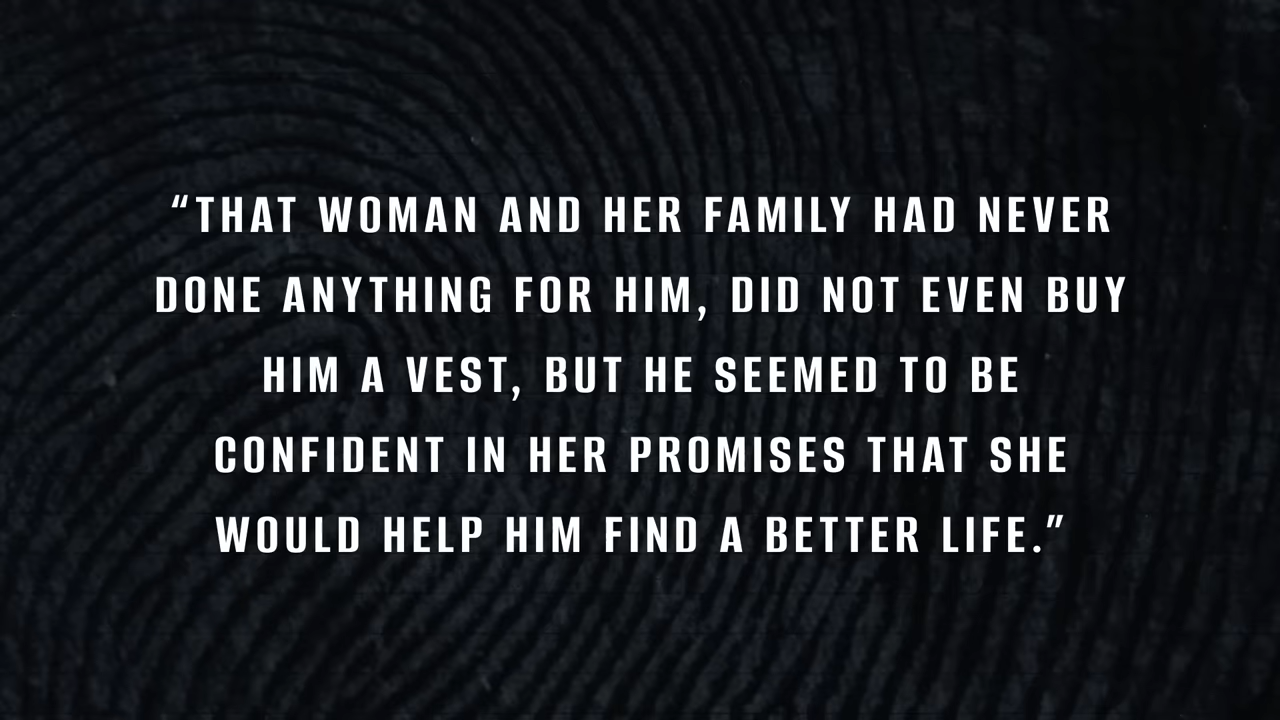 “THAT WOMAN AND HER FAMILY HAD NEVER
DONE ANYTHING FOR HIM, DID NOT EVEN BUY
HIM A VEST, BUT HE SEEMED TO BE
CONFIDENT IN HER PROMISES THAT SHE
WOULD HELP HIM FIND A BETTER LIFE.”